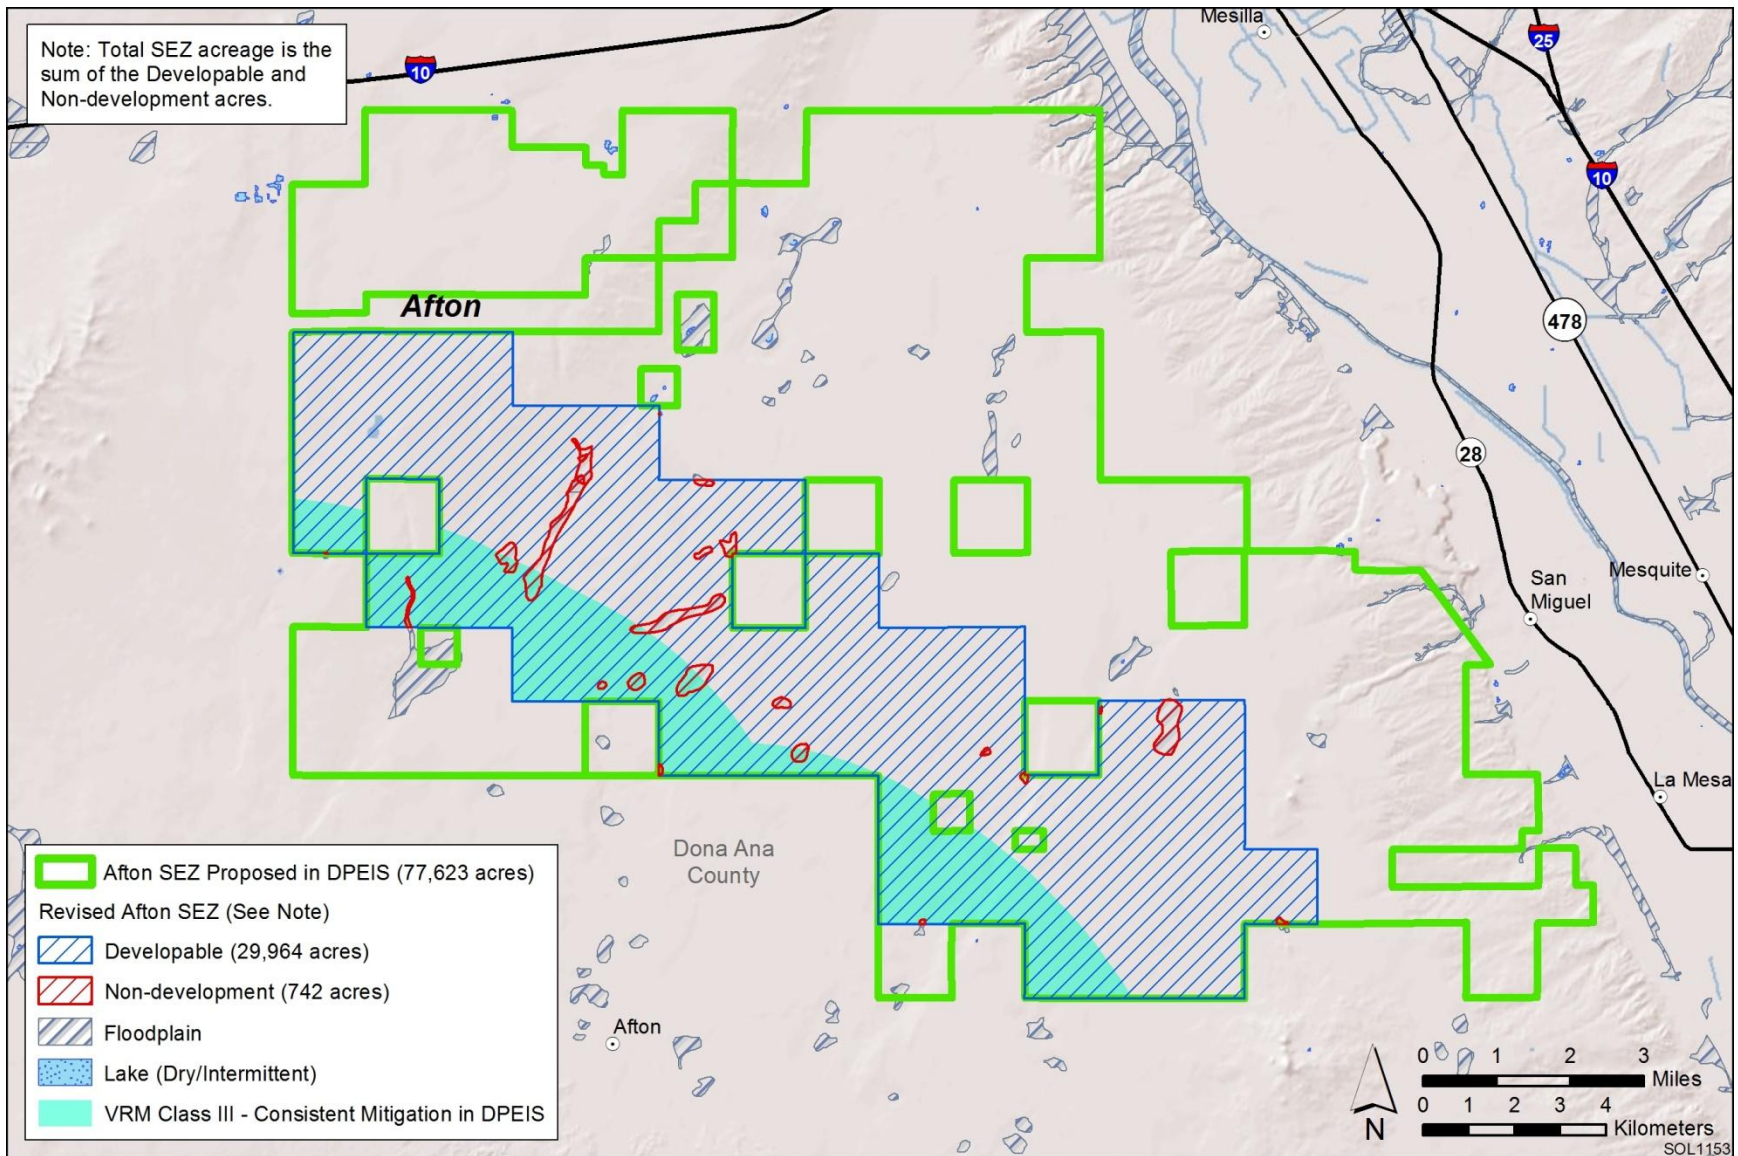 Note: Total SEZ acreage is the
sum of the Developable and
Non-development acres.
10
Mesilla
25
10
Afton
478
28
San
Miguel
Mesquite
La Mesa
Dona Ana
County
Afton
Afton SEZ Proposed in DPEIS (77,623 acres)
Revised Afton SEZ (See Note)
Developable (29,964 acres)
Non-development (742 acres)
Floodplain
Lake (Dry/Intermittent)
VRM Class III - Consistent Mitigation in DPEIS
N
0 1 2 3
Miles
0 1 2 3 4
Kilometers
SOL1153